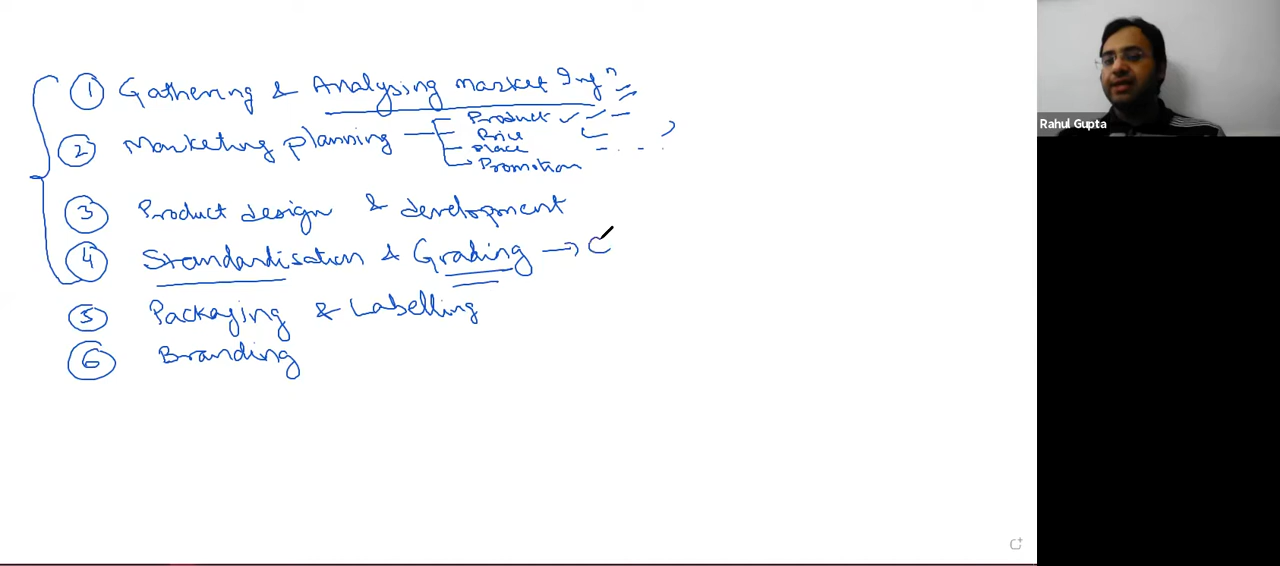 ① Gathering & Analysing market Infⁿ
② Marketing planning
Product ✓
Price
Place
Promotion
③ Product design & development
④ Standardisation & Grading → C
⑤ Packaging & Labelling
⑥ Branding
Rahul Gupta